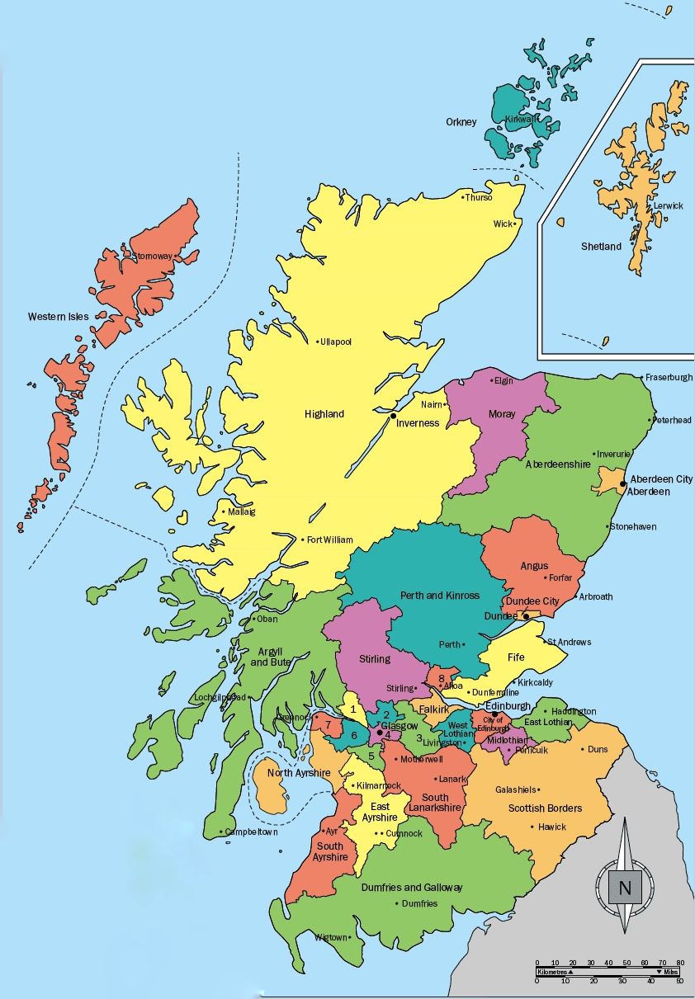 Orkney
Kirkwall
Thurso
Wick
Lerwick
Shetland
Stornoway
Western Isles
Ullapool
Fraserburgh
Elgin
Nairn
Moray
Highland
Inverness
Peterhead
Inverurie
Aberdeenshire
Aberdeen City
Aberdeen
Mallaig
Stonehaven
Fort William
Angus
Forfar
Perth and Kinross
Arbroath
Dundee City
Dundee
Oban
St Andrews
Perth
Argyll
and Bute
Stirling
Fife
8
Alloa
Stirling
Kirkcaldy
Dunfermline
Lochgilphead
1
Falkirk
Edinburgh
Haddington
2
Greenock
7
Glasgow
City of
Edinburgh
East Lothian
West
Lothian
6
4
3
Livingston
Midlothian
Penicuik
Duns
5
Motherwell
North Ayrshire
Kilmarnock
Lanark
Galashiels
South
Lanarkshire
Scottish Borders
East
Ayrshire
Hawick
Campbeltown
Ayr
Cumnock
South
Ayrshire
Dumfries and Galloway
Dumfries
N
Wigtown
0 10 20 30 40 50 60 70 80
Kilometres Miles
0 10 20 30 40 50